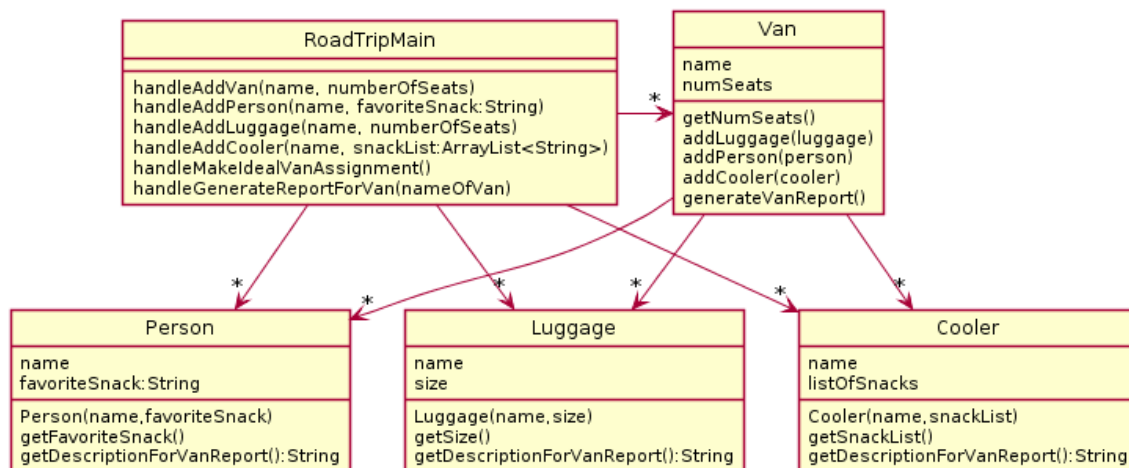 RoadTripMain
handleAddVan(name, numberOfSeats)
handleAddPerson(name, favoriteSnack:String)
handleAddLuggage(name, numberOfSeats)
handleAddCooler(name, snackList:ArrayList<String>)
handleMakeIdealVanAssignment()
handleGenerateReportForVan(nameOfVan)
*
Van
name
numSeats
getNumSeats()
addLuggage(luggage)
addPerson(person)
addCooler(cooler)
generateVanReport()
*
*
*
*
*
*
Person
name
favoriteSnack:String
Person(name,favoriteSnack)
getFavoriteSnack()
getDescriptionForVanReport():String
Luggage
name
size
Luggage(name,size)
getSize()
getDescriptionForVanReport():String
Cooler
name
listOfSnacks
Cooler(name,snackList)
getSnackList()
getDescriptionForVanReport():String